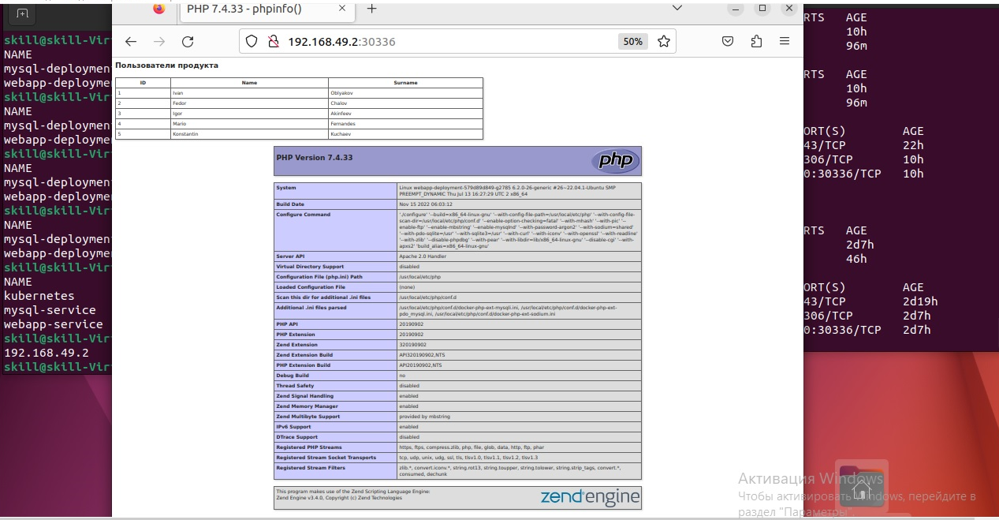 PHP 7.4.33 - phpinfo()
192.168.49.2:30336
50%
skill@skill-Vir
NAME
mysql-deploymen
webapp-deployme
skill@skill-Vir
NAME
mysql-deploymen
webapp-deployme
skill@skill-Vir
NAME
mysql-deploymen
webapp-deployme
skill@skill-Vir
NAME
mysql-deploymen
webapp-deployme
skill@skill-Vir
NAME
kubernetes
mysql-service
webapp-service
skill@skill-Vir
192.168.49.2
skill@skill-Vir
Пользователи продукта
ID Name Surname
1 Ivan Oblyakov
2 Fedor Chalov
3 Igor Akinfeev
4 Mario Fernandes
5 Konstantin Kuchaev
PHP Version 7.4.33
php
System Linux webapp-deployment-579d89d849-g2785 6.2.0-26-generic #26~22.04.1-Ubuntu SMP
PREEMPT_DYNAMIC Thu Jul 13 16:27:29 UTC 2 x86_64
Build Date Nov 15 2022 06:03:12
Configure Command './configure' '--build=x86_64-linux-gnu' '--with-config-file-path=/usr/local/etc/php' '--with-config-file-
scan-dir=/usr/local/etc/php/conf.d' '--enable-option-checking=fatal' '--with-mhash' '--with-pic' '--
enable-ftp' '--enable-mbstring' '--enable-mysqlnd' '--with-password-argon2' '--with-sodium=shared'
'--with-pdo-sqlite=/usr' '--with-sqlite3=/usr' '--with-curl' '--with-iconv' '--with-openssl' '--with-readline'
'--with-zlib' '--disable-phpdbg' '--with-pear' '--with-libdir=lib/x86_64-linux-gnu' '--disable-cgi' '--with-
apxs2' 'build_alias=x86_64-linux-gnu'
Server API Apache 2.0 Handler
Virtual Directory Support disabled
Configuration File (php.ini) Path /usr/local/etc/php
Loaded Configuration File (none)
Scan this dir for additional .ini files /usr/local/etc/php/conf.d
Additional .ini files parsed /usr/local/etc/php/conf.d/docker-php-ext-mysqli.ini, /usr/local/etc/php/conf.d/docker-php-ext-
pdo_mysql.ini, /usr/local/etc/php/conf.d/docker-php-ext-sodium.ini
PHP API 20190902
PHP Extension 20190902
Zend Extension 320190902
Zend Extension Build API320190902,NTS
PHP Extension Build API20190902,NTS
Debug Build no
Thread Safety disabled
Zend Signal Handling enabled
Zend Memory Manager enabled
Zend Multibyte Support provided by mbstring
IPv6 Support enabled
DTrace Support disabled
Registered PHP Streams https, ftps, compress.zlib, php, file, glob, data, http, ftp, phar
Registered Stream Socket Transports tcp, udp, unix, udg, ssl, tls, tlsv1.0, tlsv1.1, tlsv1.2, tlsv1.3
Registered Stream Filters zlib.*, convert.iconv.*, string.rot13, string.toupper, string.tolower, string.strip_tags, convert.*,
consumed, dechunk
This program makes use of the Zend Scripting Language Engine:
Zend Engine v3.4.0, Copyright (c) Zend Technologies
zend engine
RTS AGE
10h
96m
RTS AGE
10h
96m
ORT(S) AGE
43/TCP 22h
306/TCP 10h
0:30336/TCP 10h
RTS AGE
2d7h
46h
ORT(S) AGE
43/TCP 2d19h
306/TCP 2d7h
0:30336/TCP 2d7h
Активация Windows
Чтобы активировать Windows, перейдите в
раздел "Параметры".